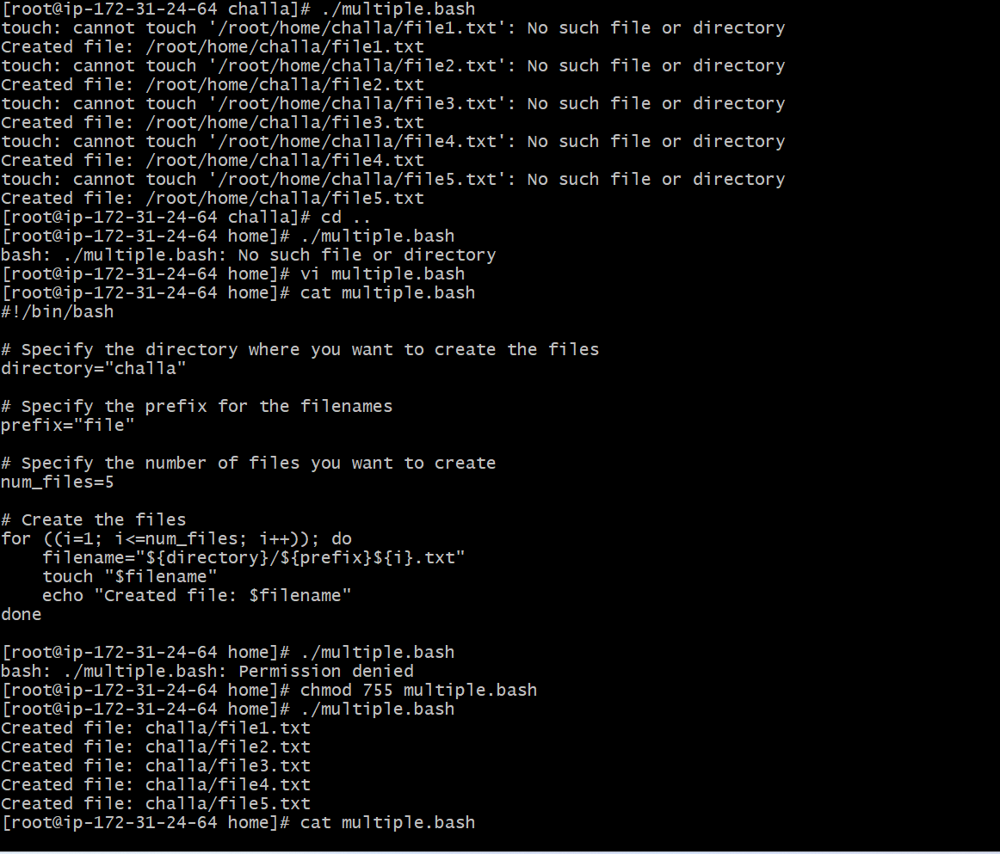 [root@ip-172-31-24-64 challa]# ./multiple.bash
touch: cannot touch '/root/home/challa/file1.txt': No such file or directory
Created file: /root/home/challa/file1.txt
touch: cannot touch '/root/home/challa/file2.txt': No such file or directory
Created file: /root/home/challa/file2.txt
touch: cannot touch '/root/home/challa/file3.txt': No such file or directory
Created file: /root/home/challa/file3.txt
touch: cannot touch '/root/home/challa/file4.txt': No such file or directory
Created file: /root/home/challa/file4.txt
touch: cannot touch '/root/home/challa/file5.txt': No such file or directory
Created file: /root/home/challa/file5.txt
[root@ip-172-31-24-64 challa]# cd ..
[root@ip-172-31-24-64 home]# ./multiple.bash
bash: ./multiple.bash: No such file or directory
[root@ip-172-31-24-64 home]# vi multiple.bash
[root@ip-172-31-24-64 home]# cat multiple.bash
#!/bin/bash

# Specify the directory where you want to create the files
directory="challa"

# Specify the prefix for the filenames
prefix="file"

# Specify the number of files you want to create
num_files=5

# Create the files
for ((i=1; i<=num_files; i++)); do
    filename="${directory}/${prefix}${i}.txt"
    touch "$filename"
    echo "Created file: $filename"
done

[root@ip-172-31-24-64 home]# ./multiple.bash
bash: ./multiple.bash: Permission denied
[root@ip-172-31-24-64 home]# chmod 755 multiple.bash
[root@ip-172-31-24-64 home]# ./multiple.bash
Created file: challa/file1.txt
Created file: challa/file2.txt
Created file: challa/file3.txt
Created file: challa/file4.txt
Created file: challa/file5.txt
[root@ip-172-31-24-64 home]# cat multiple.bash